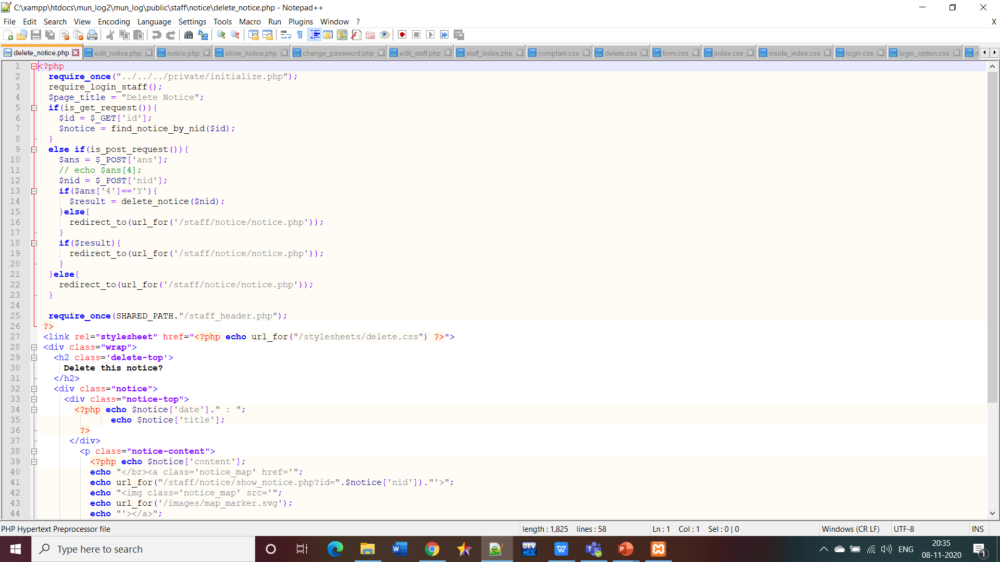 C:\xampp\htdocs\mun_log2\mun_log\public\staff\notice\delete_notice.php - Notepad++
File Edit Search View Encoding Language Settings Tools Macro Run Plugins Window ? X
delete_notice.php edit_notice.php notice.php show_notice.php change_password.php edit_staff.php staff_index.php complain.css delete.css form.css index.css inside_index.css login.css login_option.css
1 <?php
2 require_once("../../../private/initialize.php");
3 require_login_staff();
4 $page_title = "Delete Notice";
5 if(is_get_request()){
6 $id = $_GET['id'];
7 $notice = find_notice_by_nid($id);
8 }
9 else if(is_post_request()){
10 $ans = $_POST['ans'];
11 // echo $ans[4];
12 $nid = $_POST['nid'];
13 if($ans['4']=='Y'){
14 $result = delete_notice($nid);
15 }else{
16 redirect_to(url_for('/staff/notice/notice.php'));
17 }
18 if($result){
19 redirect_to(url_for('/staff/notice/notice.php'));
20 }
21 }else{
22 redirect_to(url_for('/staff/notice/notice.php'));
23 }
24
25 require_once(SHARED_PATH."/staff_header.php");
26 ?>
27 <link rel="stylesheet" href="<?php echo url_for("/stylesheets/delete.css") ?>">
28 <div class="wrap">
29 <h2 class='delete-top'>
30 Delete this notice?
31 </h2>
32 <div class="notice">
33 <div class="notice-top">
34 <?php echo $notice['date']." : ";
35 echo $notice['title'];
36 ?>
37 </div>
38 <p class="notice-content">
39 <?php echo $notice['content'];
40 echo "</br><a class='notice_map' href='";
41 echo url_for("/staff/notice/show_notice.php?id=".$notice['nid'])."'>";
42 echo "<img class='notice_map' src='";
43 echo url_for('/images/map_marker.svg');
44 echo "'></a>";
PHP Hypertext Preprocessor file length : 1,825 lines : 58 Ln : 1 Col : 1 Sel : 0 | 0 Windows (CR LF) UTF-8 INS
Type here to search DEV ENG 20:35
08-11-2020 1